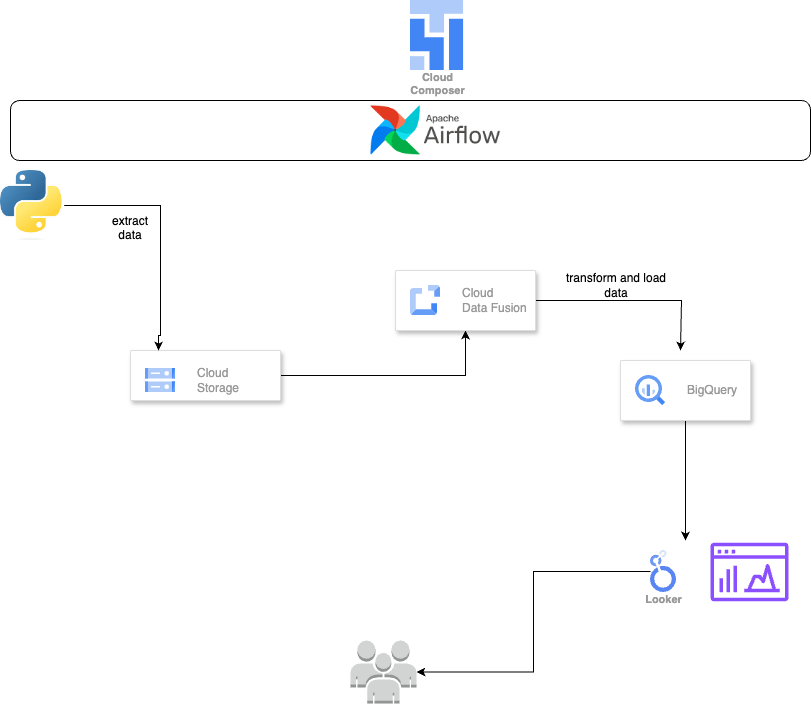 Cloud
Composer
Apache
Airflow
extract
data
Cloud
Data Fusion
transform and load
data
Cloud
Storage
BigQuery
Looker